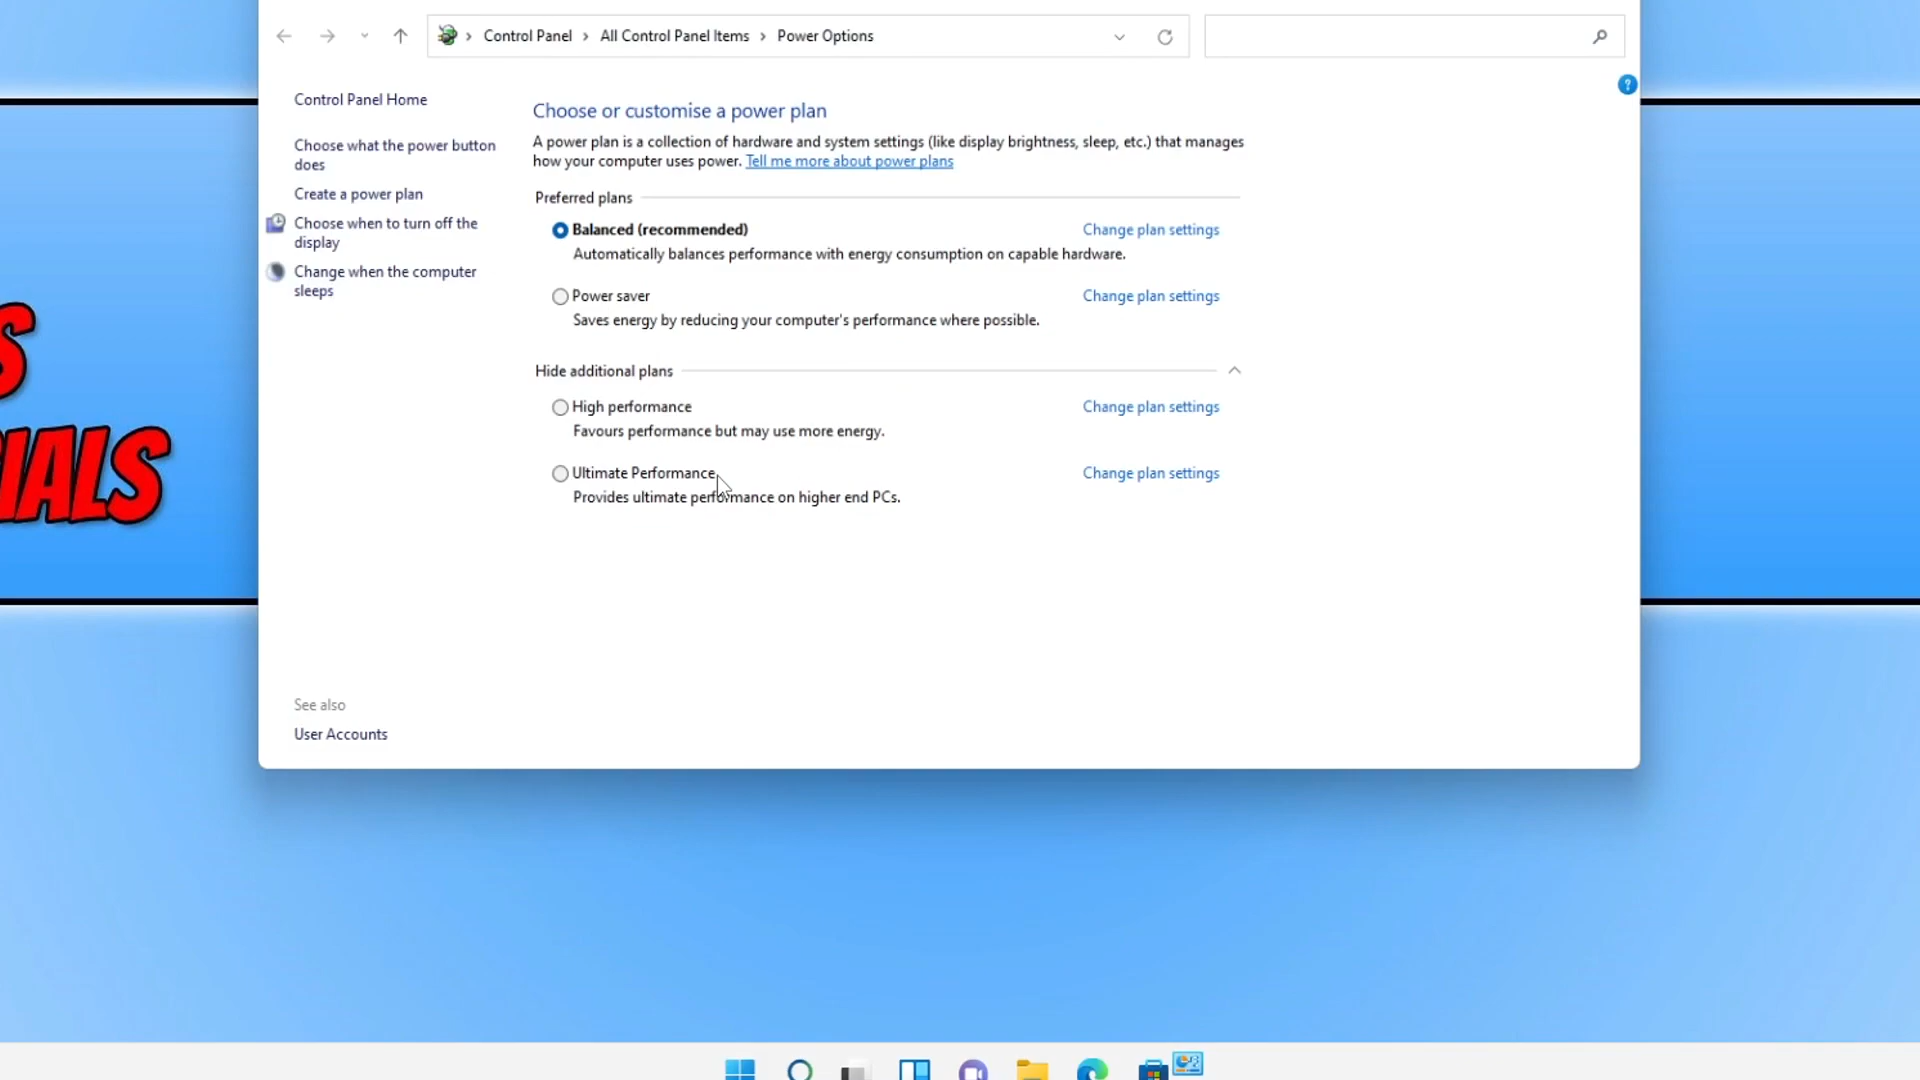 Control Panel > All Control Panel Items > Power Options
Control Panel Home
Choose what the power button
does
Create a power plan
Choose when to turn off the
display
Change when the computer
sleeps
Choose or customise a power plan
A power plan is a collection of hardware and system settings (like display brightness, sleep, etc.) that manages
how your computer uses power. Tell me more about power plans
Preferred plans
Balanced (recommended) Change plan settings
Automatically balances performance with energy consumption on capable hardware.
Power saver Change plan settings
Saves energy by reducing your computer's performance where possible.
Hide additional plans
High performance Change plan settings
Favours performance but may use more energy.
Ultimate Performance Change plan settings
Provides ultimate performance on higher end PCs.
See also
User Accounts
S
IALS